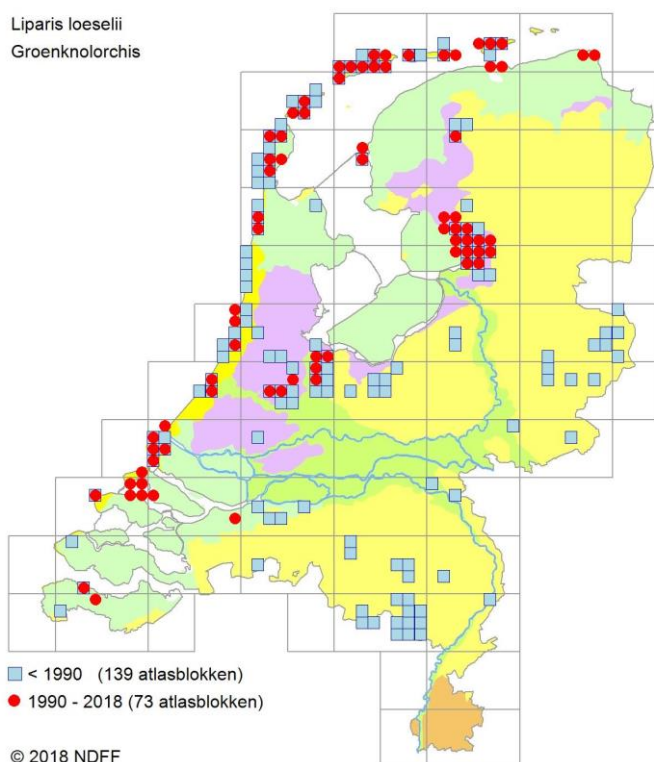 Liparis loeselii
Groenknolorchis
< 1990 (139 atlasblokken)
1990 - 2018 (73 atlasblokken)
© 2018 NDFF